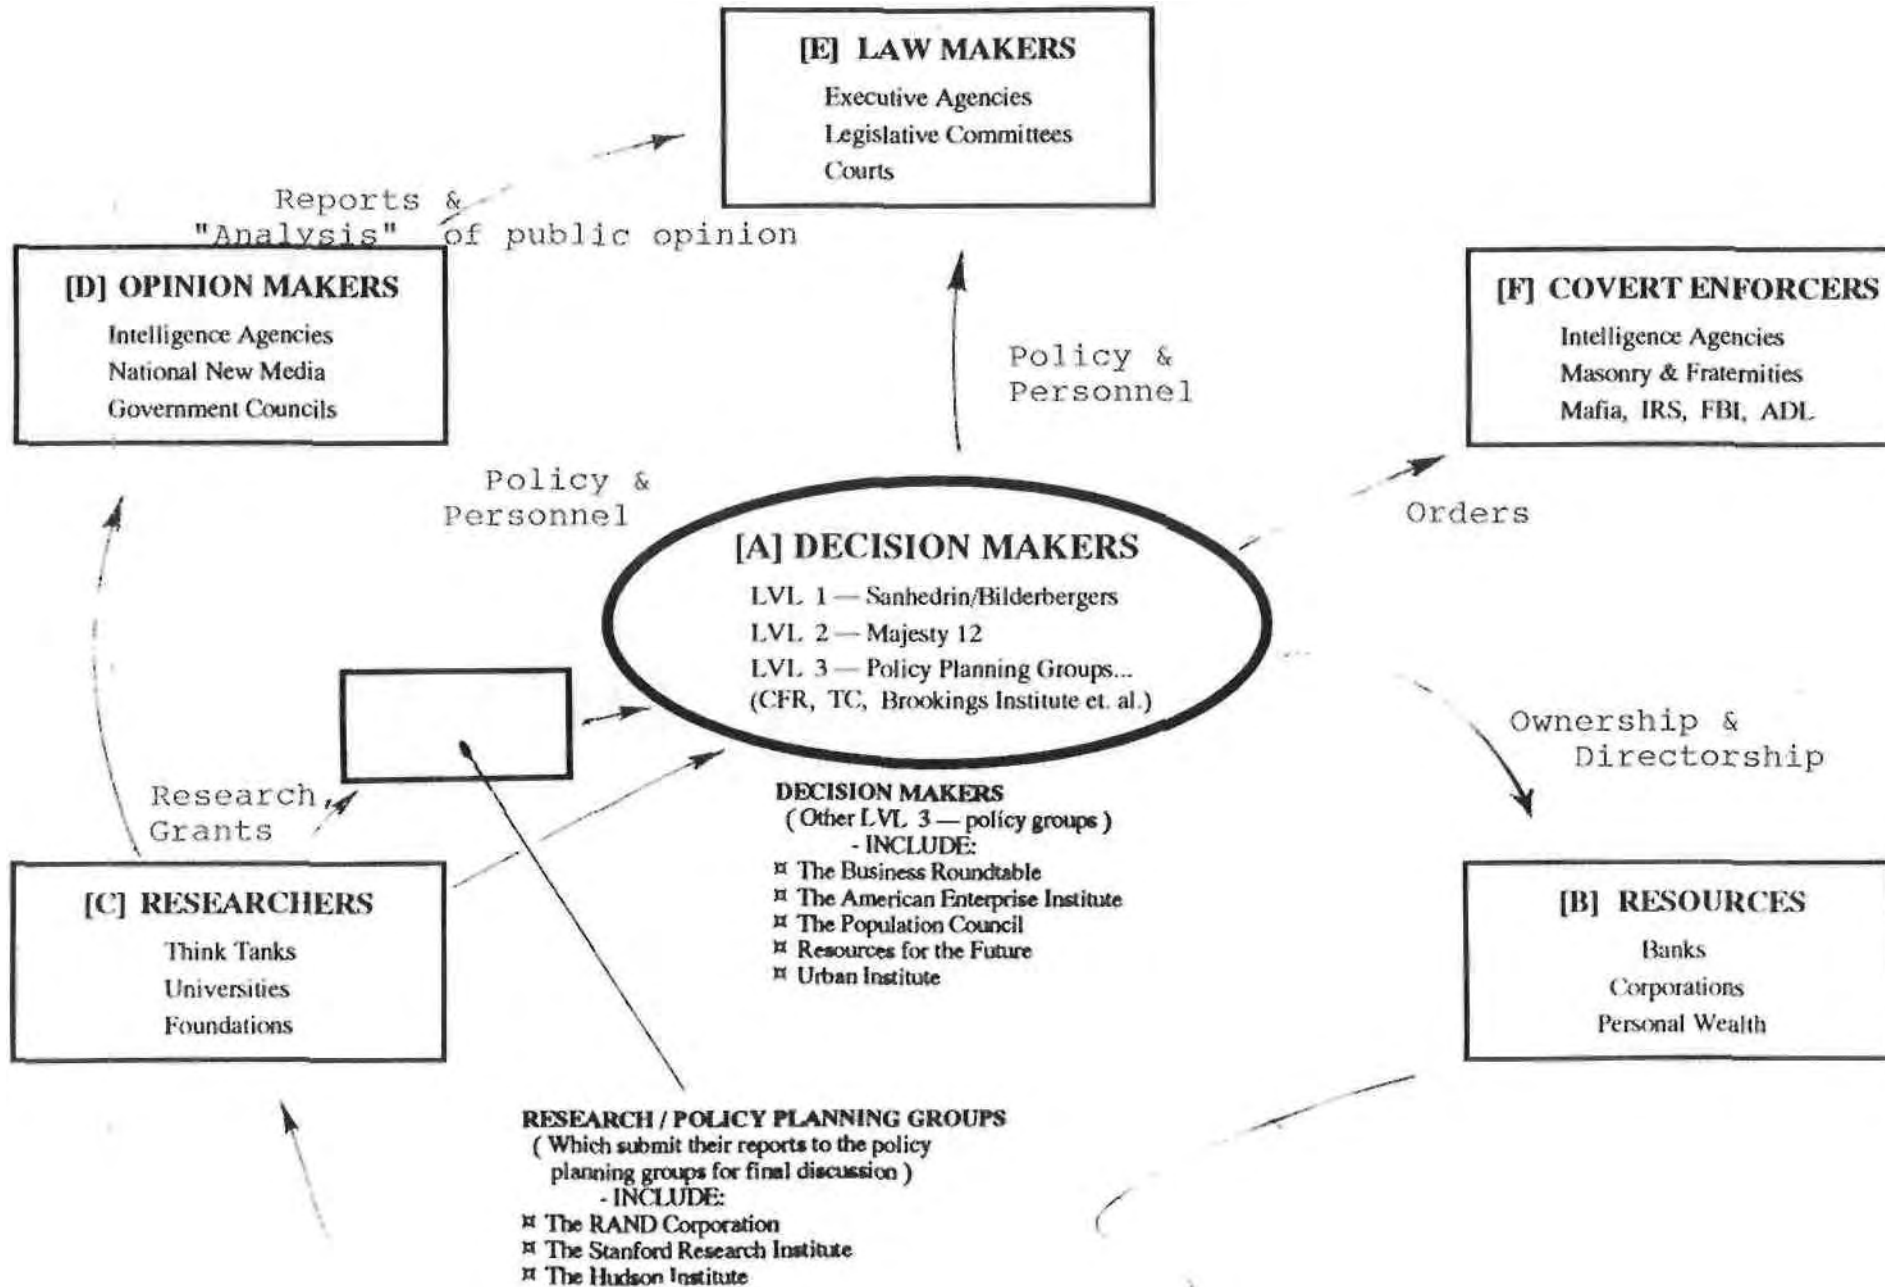 [E] LAW MAKERS
Executive Agencies
Legislative Committees
Courts
Reports &
"Analysis" of public opinion
[D] OPINION MAKERS
Intelligence Agencies
National New Media
Government Councils
[F] COVERT ENFORCERS
Intelligence Agencies
Masonry & Fraternities
Mafia, IRS, FBI, ADL
Policy &
Personnel
Policy &
Personnel
Orders
[A] DECISION MAKERS
LVL 1 — Sanhedrin/Bilderbergers
LVL 2 — Majesty 12
LVL 3 — Policy Planning Groups...
(CFR, TC, Brookings Institute et. al.)
Ownership &
Directorship
Research
Grants
DECISION MAKERS
( Other LVL 3 — policy groups )
- INCLUDE:
¤ The Business Roundtable
¤ The American Enterprise Institute
¤ The Population Council
¤ Resources for the Future
¤ Urban Institute
[C] RESEARCHERS
Think Tanks
Universities
Foundations
[B] RESOURCES
Banks
Corporations
Personal Wealth
RESEARCH / POLICY PLANNING GROUPS
( Which submit their reports to the policy
planning groups for final discussion )
- INCLUDE:
¤ The RAND Corporation
¤ The Stanford Research Institute
¤ The Hudson Institute